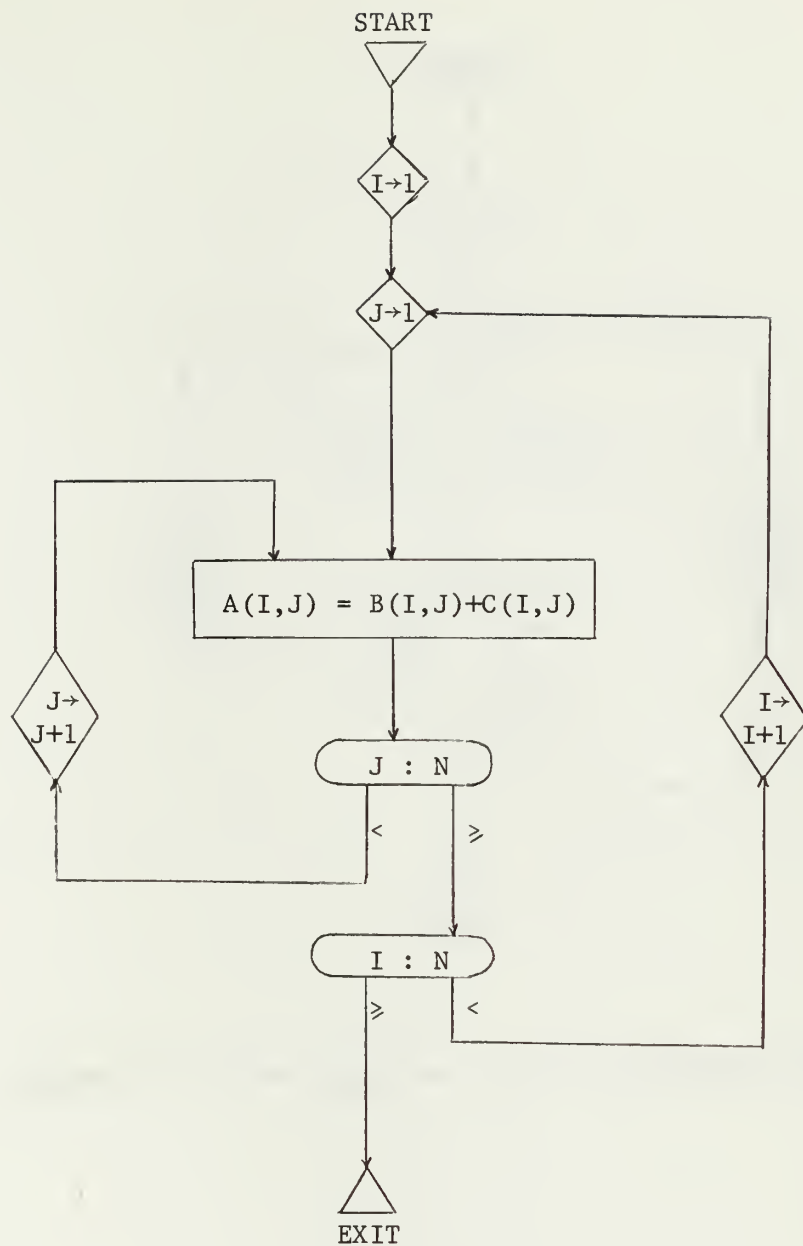 START
I→1
J→1
A(I,J) = B(I,J)+C(I,J)
J→
J+1
I→
I+1
J : N
<
⩾
I : N
⩾
<
EXIT